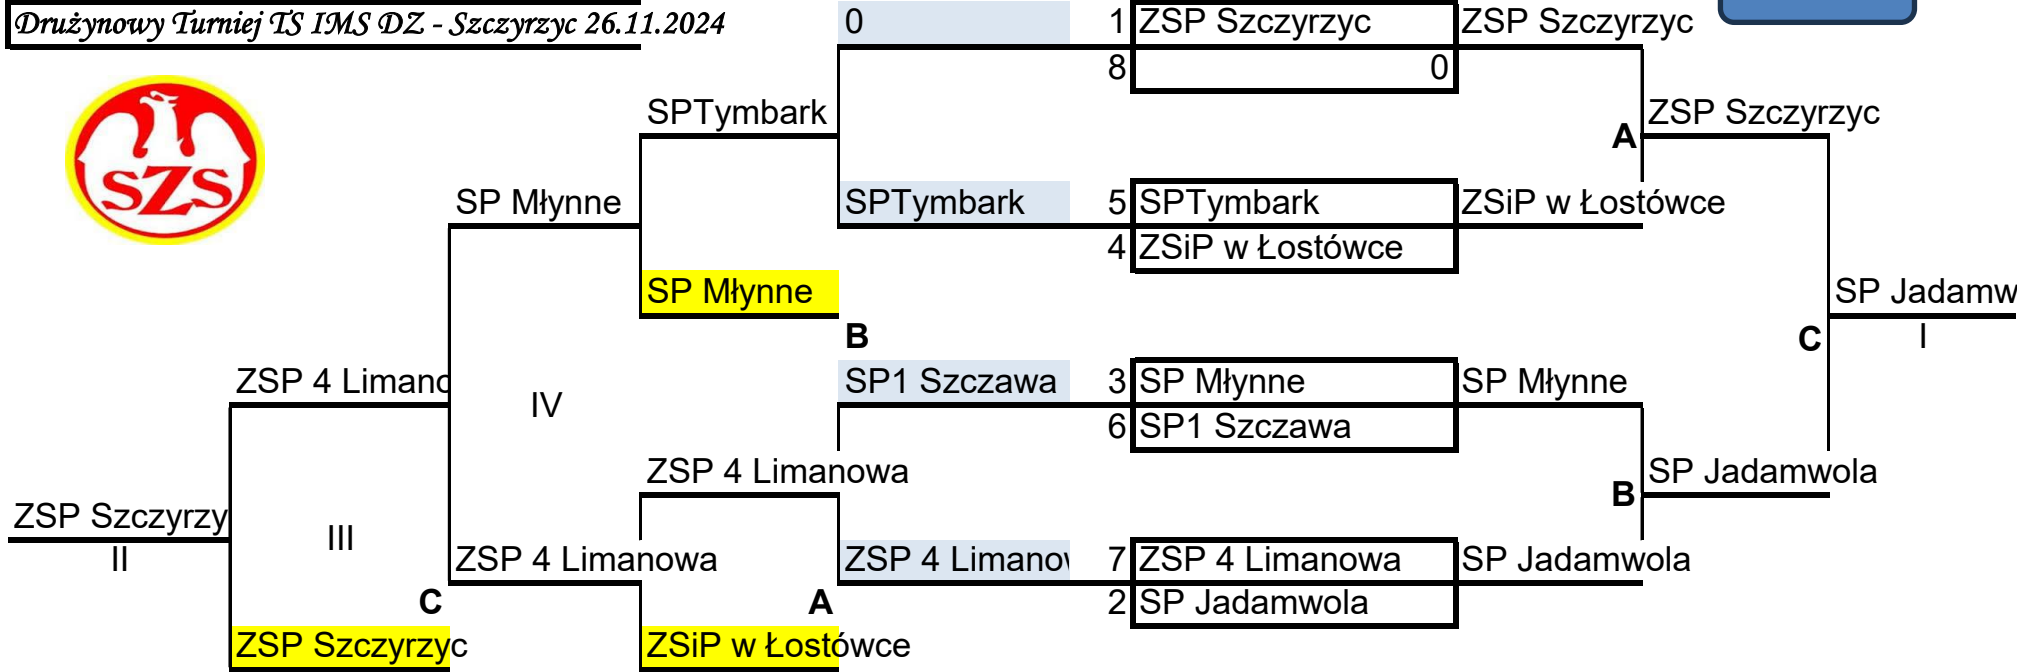 Drużynowy Turniej TS IMS DZ - Szczyrzyc 26.11.2024
0
1 ZSP Szczyrzyc
ZSP Szczyrzyc
8 0
SPTymbark
ZSP Szczyrzyc
A
SZS
SP Młynne
SPTymbark
5 SPTymbark
ZSiP w Łostówce
4 ZSiP w Łostówce
SP Młynne
SP Jadamw
B
C
I
ZSP 4 Limano
IV
SP1 Szczawa
3 SP Młynne
SP Młynne
6 SP1 Szczawa
ZSP 4 Limanowa
SP Jadamwola
B
ZSP Szczyrzy
II
III
ZSP 4 Limanowa
ZSP 4 Limanow
7 ZSP 4 Limanowa
SP Jadamwola
C
A
2 SP Jadamwola
ZSP Szczyrzyc
ZSiP w Łostówce